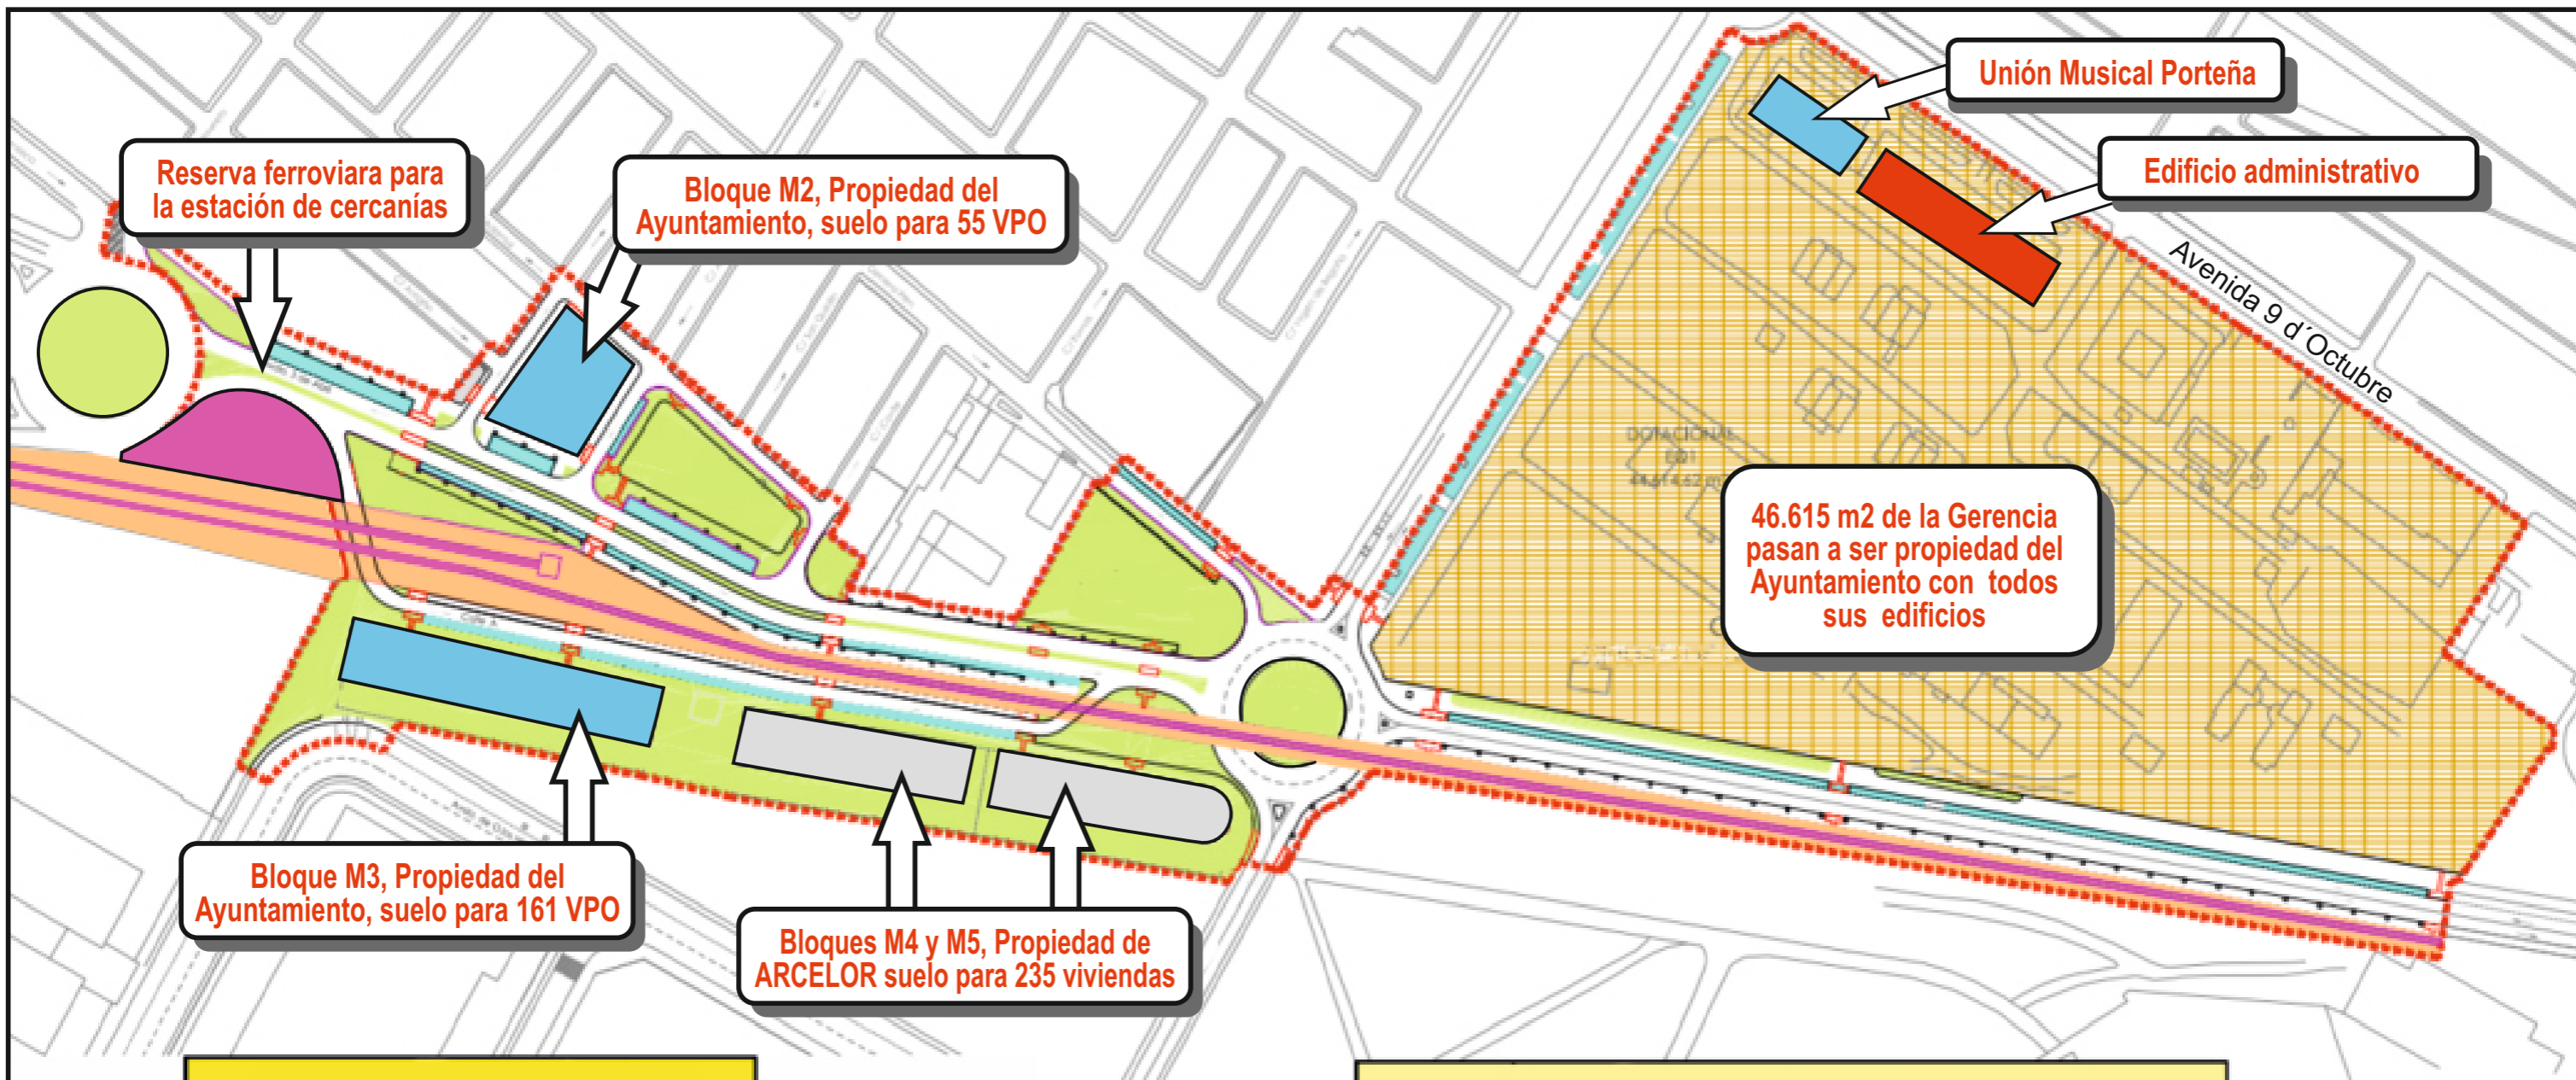 Unión Musical Porteña
Edificio administrativo
Reserva ferroviara para
la estación de cercanías
Bloque M2, Propiedad del
Ayuntamiento, suelo para 55 VPO
Avenida 9 d´Octubre
DOTACIONAL
46.615 m2 de la Gerencia
pasan a ser propiedad del
Ayuntamiento con todos
sus edificios
Bloque M3, Propiedad del
Ayuntamiento, suelo para 161 VPO
Bloques M4 y M5, Propiedad de
ARCELOR suelo para 235 viviendas